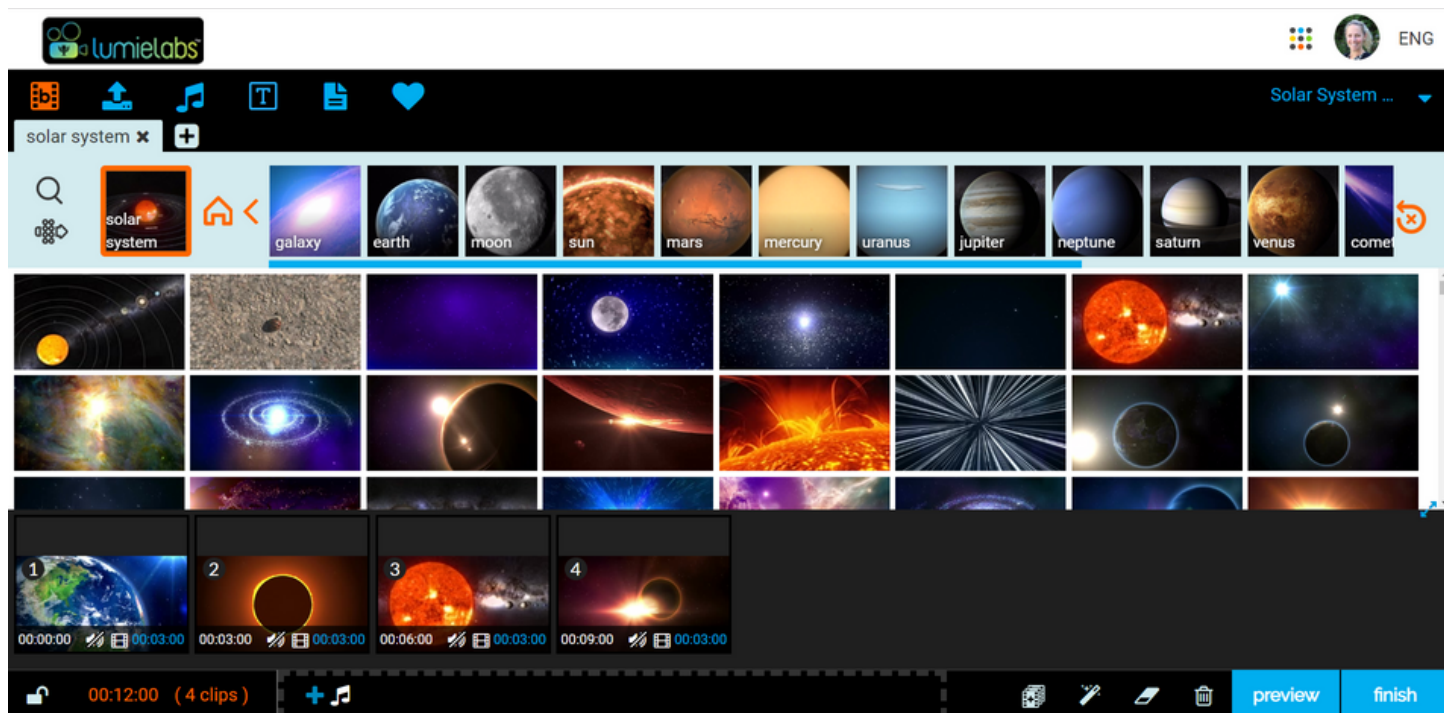 lumielabs™
ENG
b
T
Solar System ...
solar system ✖
solar
system
galaxy
earth
moon
sun
mars
mercury
uranus
jupiter
neptune
saturn
venus
comet
1
2
3
4
00:00:00 00:03:00
00:03:00 00:03:00
00:06:00 00:03:00
00:09:00 00:03:00
00:12:00 ( 4 clips )
preview
finish